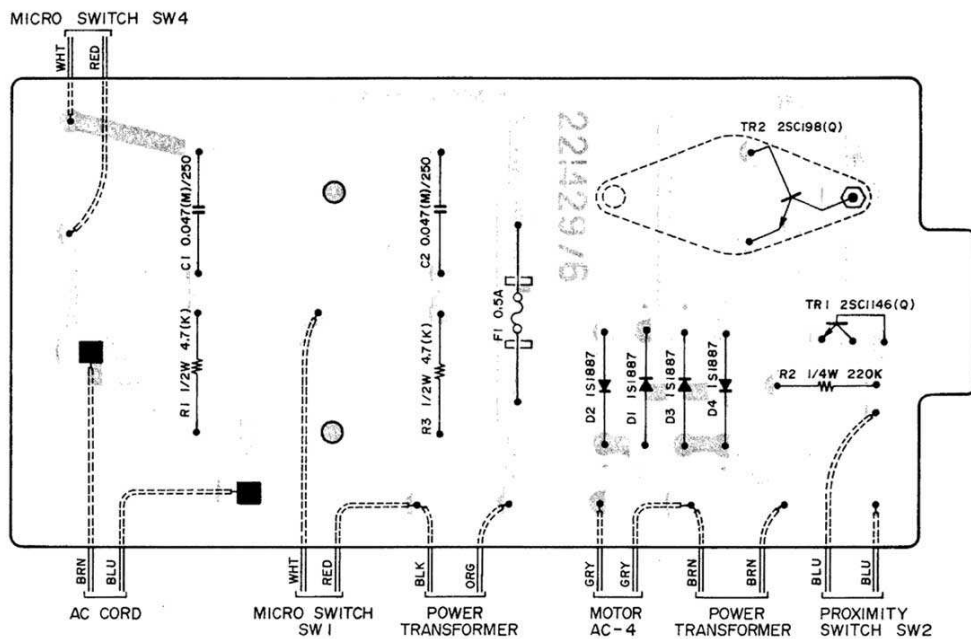 MICRO SWITCH SW4
WHT
RED
TR2 2SC198(Q)
C1 0.047(M)/250
C2 0.047(M)/250
22142976
F1 0.5A
TR1 2SC1146(Q)
R1 1/2W 4.7(K)
R3 1/2W 4.7(K)
D2 1S1887
D1 1S1887
D3 1S1887
D4 1S1887
R2 1/4W 220K
BRN
BLU
WHT
RED
BLK
ORG
GRY
GRY
BRN
BRN
BLU
BLU
AC CORD
MICRO SWITCH
SW1
POWER
TRANSFORMER
MOTOR
AC-4
POWER
TRANSFORMER
PROXIMITY
SWITCH SW2